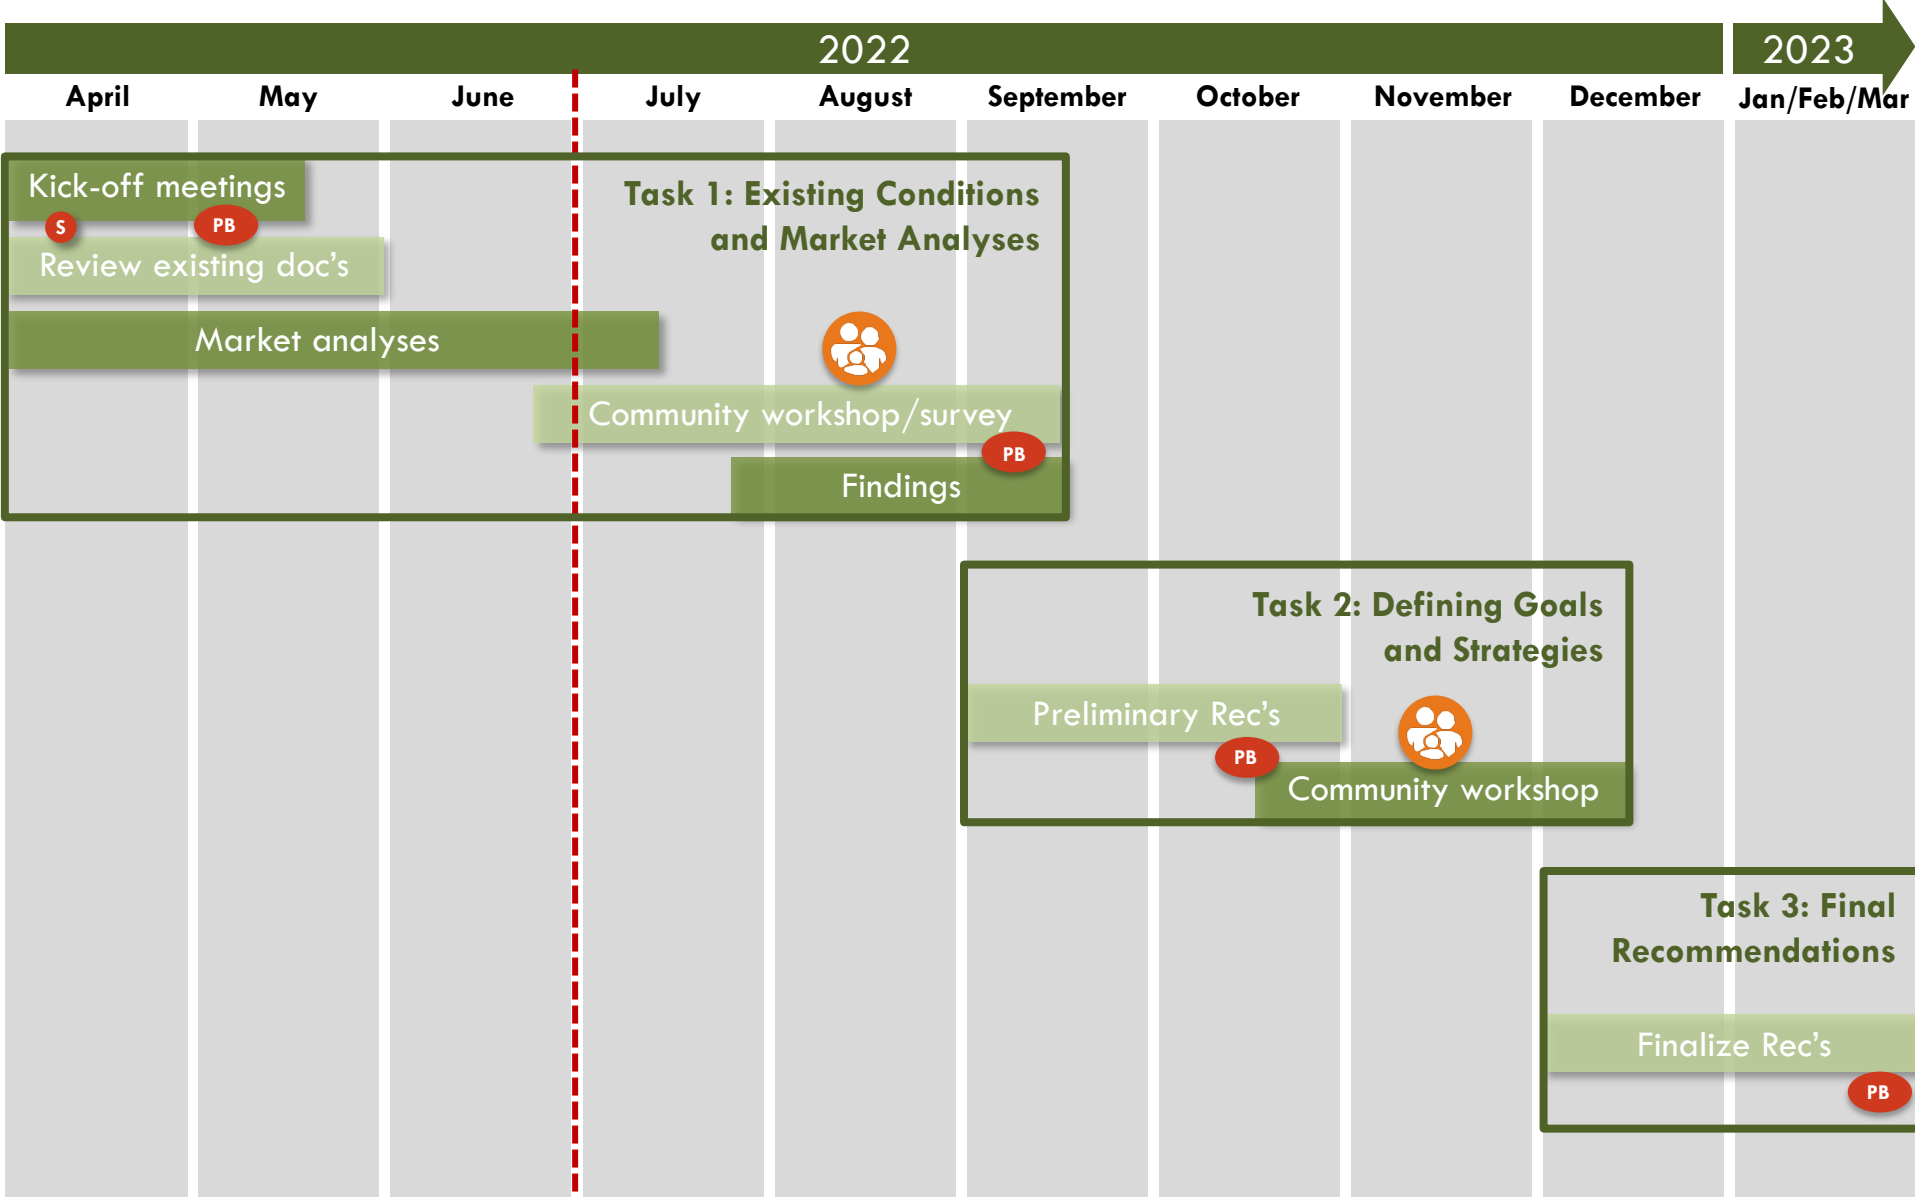 2022
2023
April
May
June
July
August
September
October
November
December
Jan/Feb/Mar
Kick-off meetings
S
PB
Review existing doc's
Market analyses
Task 1: Existing Conditions
and Market Analyses
Community workshop/survey
PB
Findings
Task 2: Defining Goals
and Strategies
Preliminary Rec's
PB
Community workshop
Task 3: Final
Recommendations
Finalize Rec's
PB